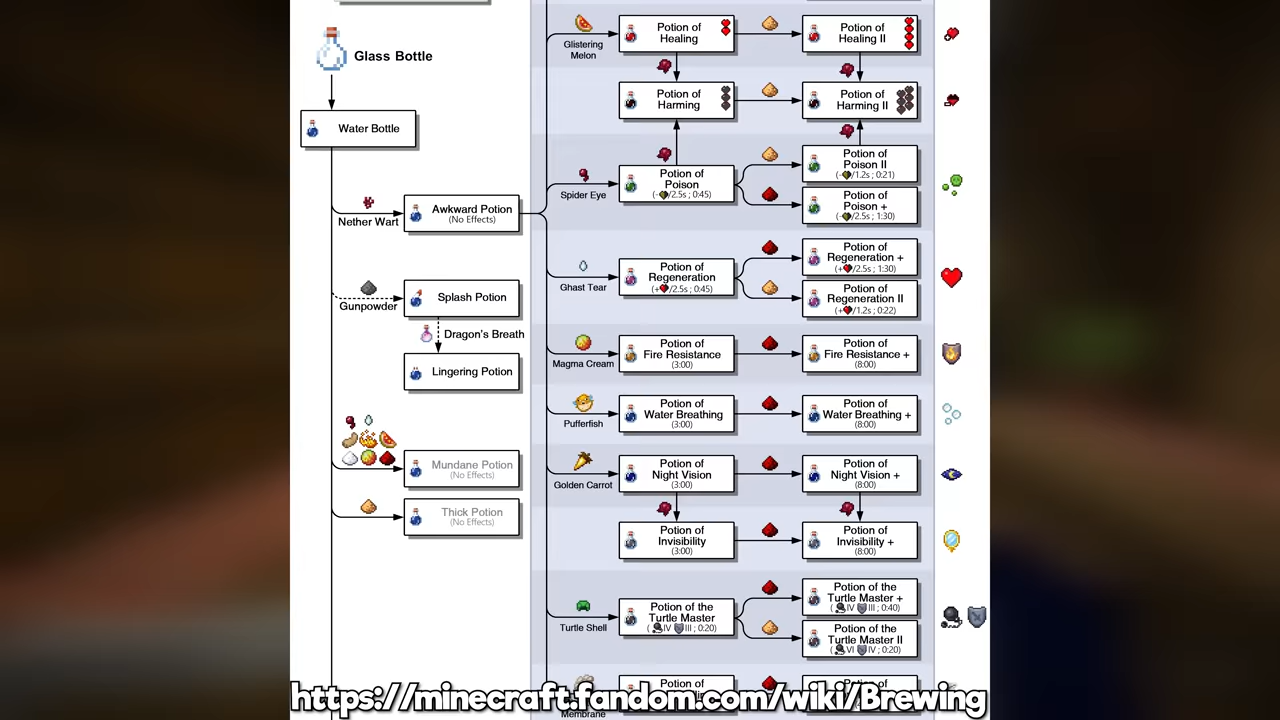 Glass Bottle
Water Bottle
Nether Wart
Awkward Potion
(No Effects)
Gunpowder
Splash Potion
Dragon's Breath
Lingering Potion
Mundane Potion
(No Effects)
Thick Potion
(No Effects)
Glistering
Melon
Potion of
Healing
Potion of
Healing II
Potion of
Harming
Potion of
Harming II
Spider Eye
Potion of
Poison
(-/2.5s ; 0:45)
Potion of
Poison II
(-/1.2s ; 0:21)
Potion of
Poison +
(-/2.5s ; 1:30)
Ghast Tear
Potion of
Regeneration
(+/2.5s ; 0:45)
Potion of
Regeneration +
(+/2.5s ; 1:30)
Potion of
Regeneration II
(+/1.2s ; 0:22)
Magma Cream
Potion of
Fire Resistance
(3:00)
Potion of
Fire Resistance +
(8:00)
Pufferfish
Potion of
Water Breathing
(3:00)
Potion of
Water Breathing +
(8:00)
Golden Carrot
Potion of
Night Vision
(3:00)
Potion of
Night Vision +
(8:00)
Potion of
Invisibility
(3:00)
Potion of
Invisibility +
(8:00)
Turtle Shell
Potion of the
Turtle Master
(IV III ; 0:20)
Potion of the
Turtle Master +
(IV III ; 0:40)
Potion of the
Turtle Master II
(VI IV ; 0:20)
Membrane
https://minecraft.fandom.com/wiki/Brewing